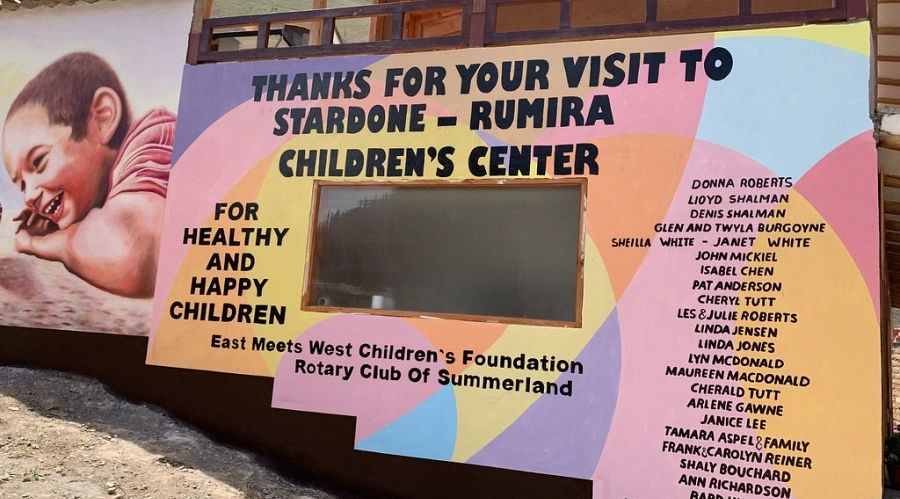 THANKS FOR YOUR VISIT TO
STARDONE – RUMIRA
CHILDREN'S CENTER
FOR
HEALTHY
AND
HAPPY
CHILDREN
East Meets West Children's Foundation
Rotary Club Of Summerland
DONNA ROBERTS
LIOYD SHALMAN
DENIS SHALMAN
GLEN AND TWYLA BURGOYNE
SHEILLA WHITE - JANET WHITE
JOHN MICKIEL
ISABEL CHEN
PAT ANDERSON
CHERYL TUTT
LES & JULIE ROBERTS
LINDA JENSEN
LINDA JONES
LYN MCDONALD
MAUREEN MACDONALD
CHERALD TUTT
ARLENE GAWNE
JANICE LEE
TAMARA ASPEL & FAMILY
FRANK & CAROLYN REINER
SHALY BOUCHARD
ANN RICHARDSON